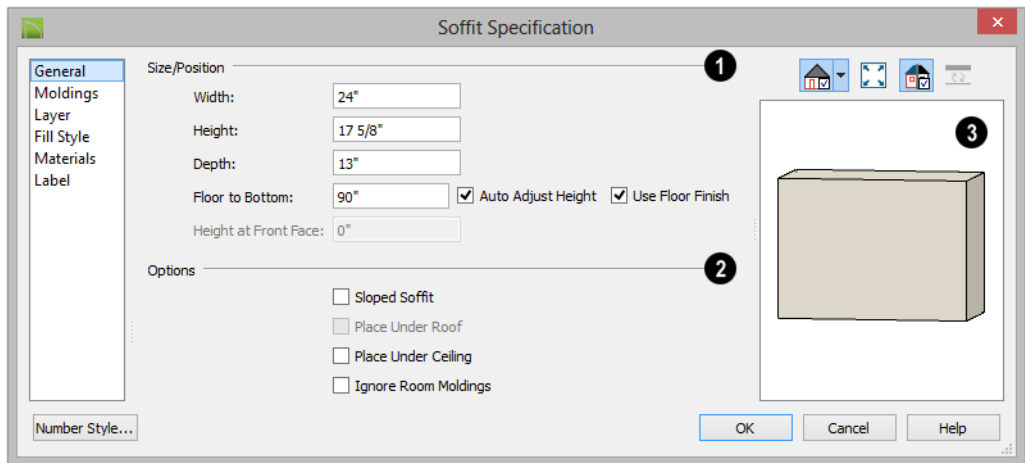 Soffit Specification
General
Moldings
Layer
Fill Style
Materials
Label
Size/Position
1
Width: 24"
Height: 17 5/8"
Depth: 13"
Floor to Bottom: 90" Auto Adjust Height Use Floor Finish
Height at Front Face: 0"
Options
2
Sloped Soffit
Place Under Roof
Place Under Ceiling
Ignore Room Moldings
3
Number Style... OK Cancel Help